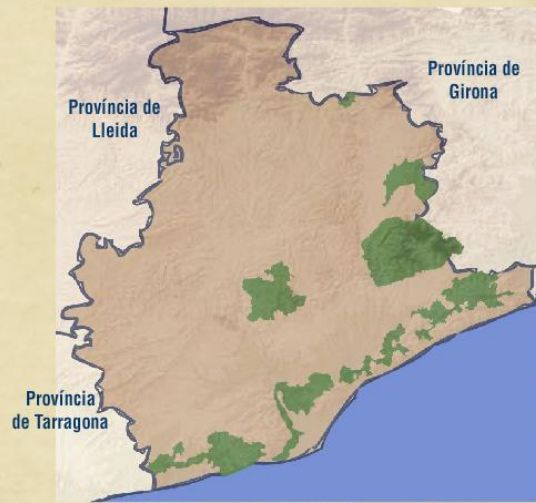 Província de
Girona
Província de
Lleida
Província
de Tarragona